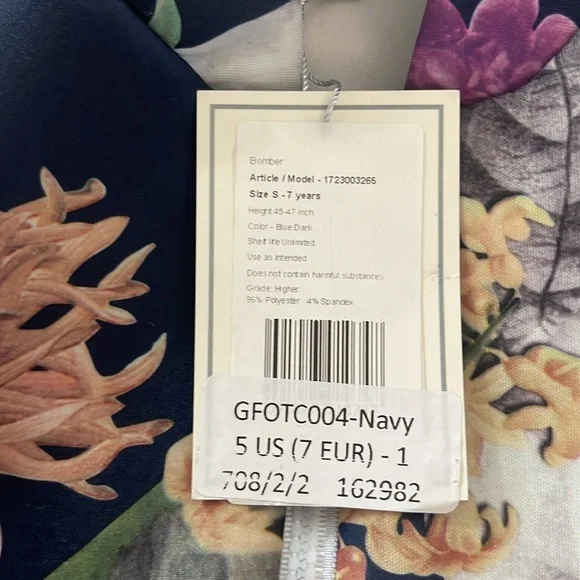 Bomber
Article / Model - 1723003265
Size S - 7 years
Height 45-47 Inch
Color - Blue Dark
Shelf life Unlimited
Use as intended
Does not contain harmful substances
Grade: Higher
96% Polyester 4% Spandex
GFOTC004-Navy
5 US (7 EUR) - 1
708/2/2 162982